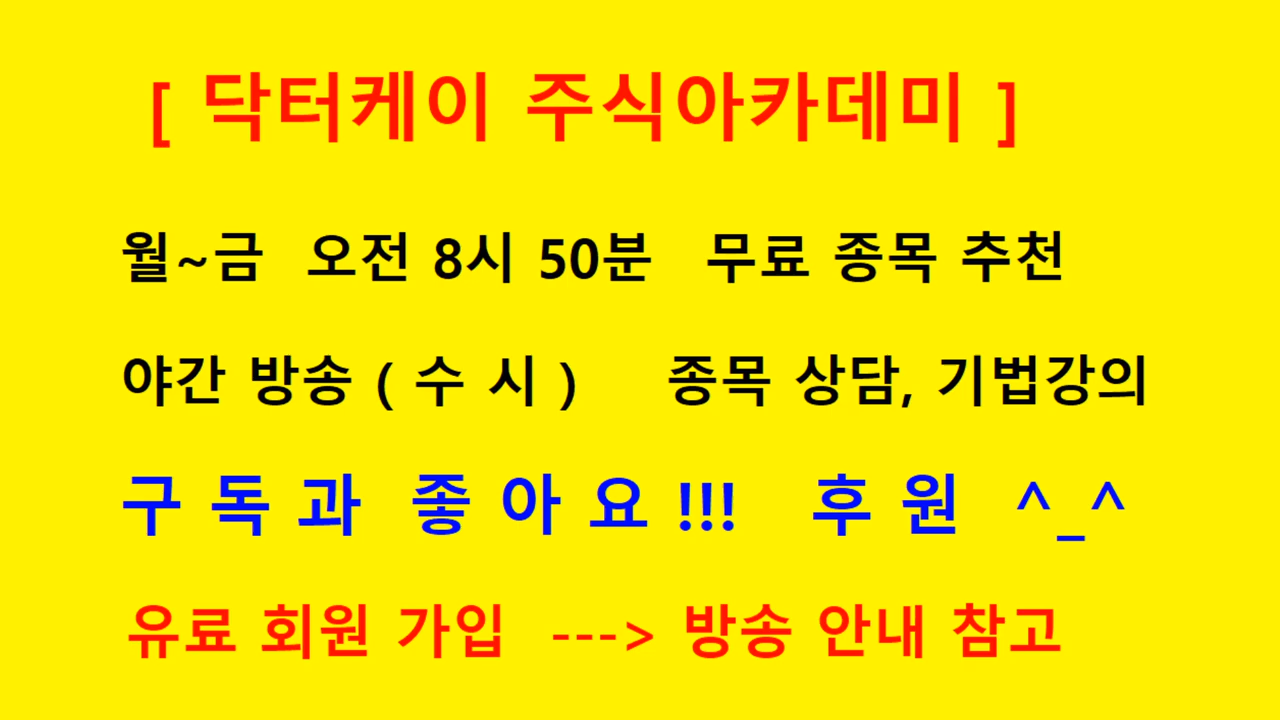 [ 닥터케이 주식아카데미 ]
월~금 오전 8시 50분 무료 종목 추천
야간 방송 ( 수 시 ) 종목 상담, 기법강의
구 독 과 좋 아 요 !!! 후 원 ^_^
유료 회원 가입 ---> 방송 안내 참고